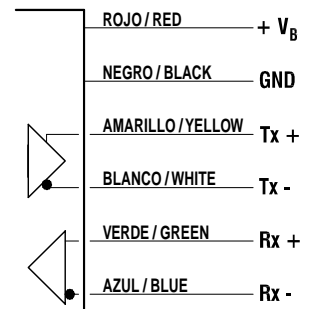 ROJO / RED + V_B
NEGRO / BLACK GND
AMARILLO / YELLOW Tx +
BLANCO / WHITE Tx -
VERDE / GREEN Rx +
AZUL / BLUE Rx -